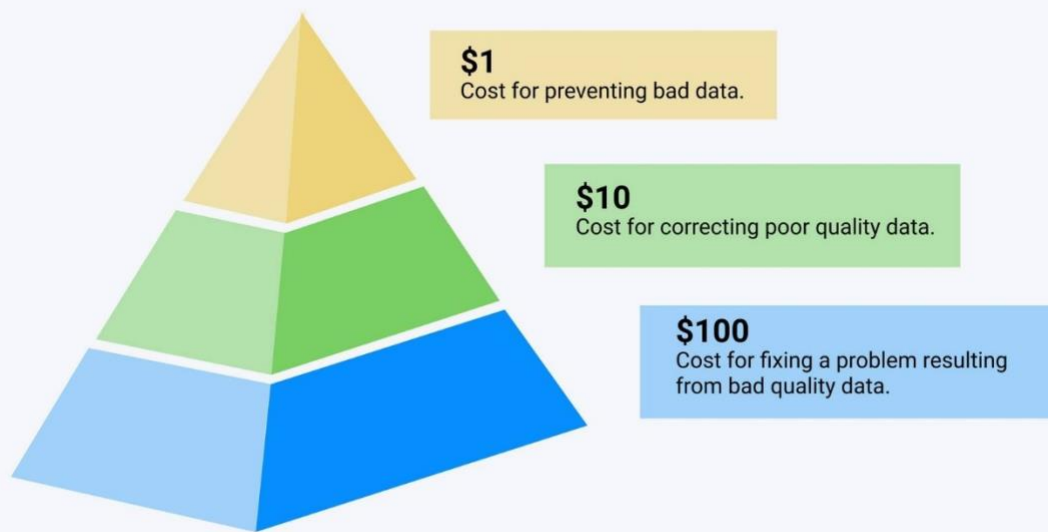 $1
Cost for preventing bad data.
$10
Cost for correcting poor quality data.
$100
Cost for fixing a problem resulting
from bad quality data.